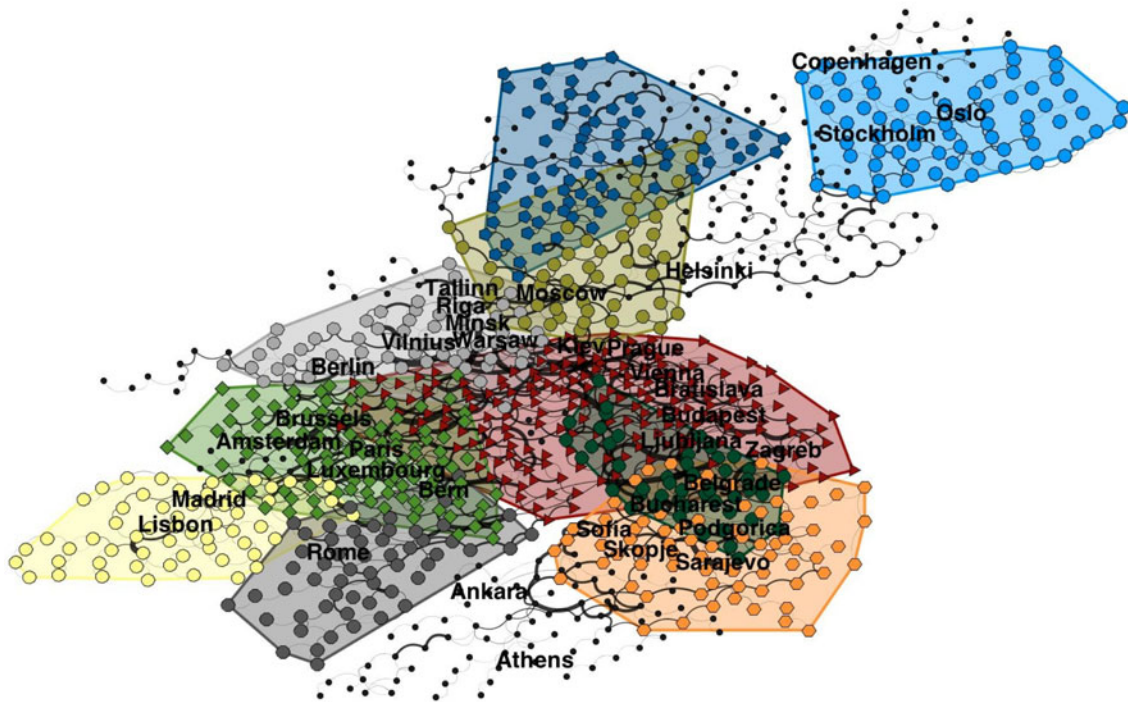 Copenhagen
Oslo
Stockholm
Helsinki
Tallinn
Moscow
Riga
Minsk
Vilnius
Warsaw
Kiev
Prague
Berlin
Vienna
Bratislava
Brussels
Budapest
Amsterdam
Ljubljana
Paris
Zagreb
Luxembourg
Bern
Belgrade
Madrid
Bucharest
Lisbon
Sofia
Podgorica
Rome
Skopje
Sarajevo
Ankara
Athens